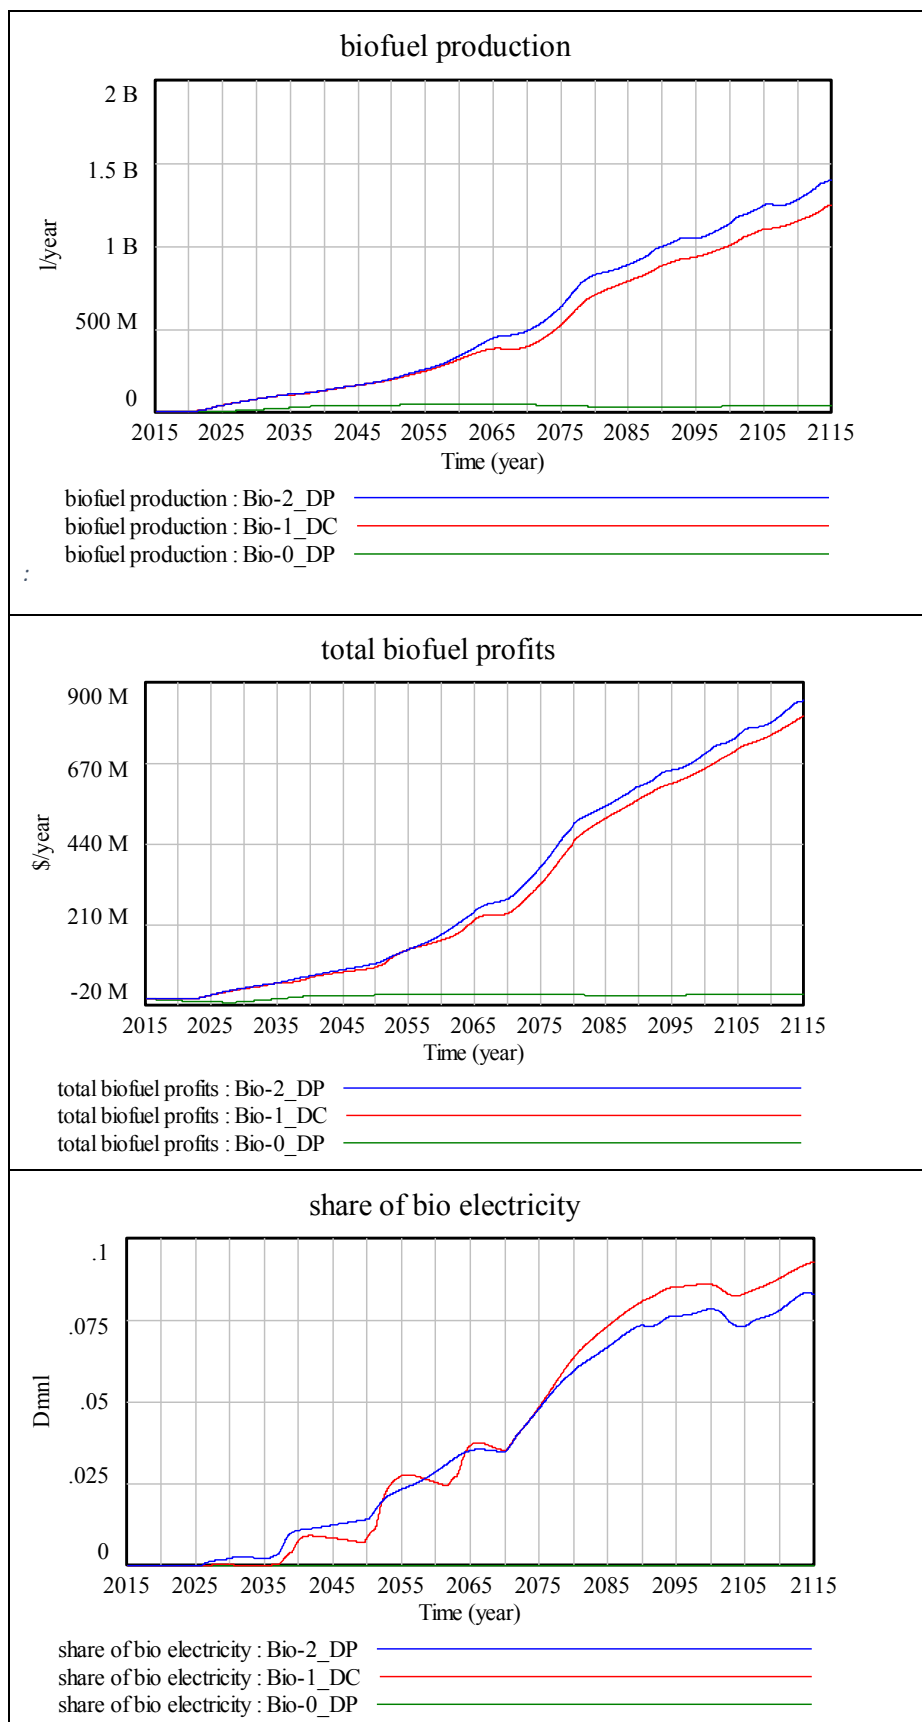 biofuel production
2 B
1.5 B
1 B
500 M
0
l/year
2015 2025 2035 2045 2055 2065 2075 2085 2095 2105 2115
Time (year)
biofuel production : Bio-2_DP
biofuel production : Bio-1_DC
biofuel production : Bio-0_DP
:
total biofuel profits
900 M
670 M
440 M
210 M
-20 M
$/year
2015 2025 2035 2045 2055 2065 2075 2085 2095 2105 2115
Time (year)
total biofuel profits : Bio-2_DP
total biofuel profits : Bio-1_DC
total biofuel profits : Bio-0_DP
share of bio electricity
.1
.075
.05
.025
0
Dmnl
2015 2025 2035 2045 2055 2065 2075 2085 2095 2105 2115
Time (year)
share of bio electricity : Bio-2_DP
share of bio electricity : Bio-1_DC
share of bio electricity : Bio-0_DP